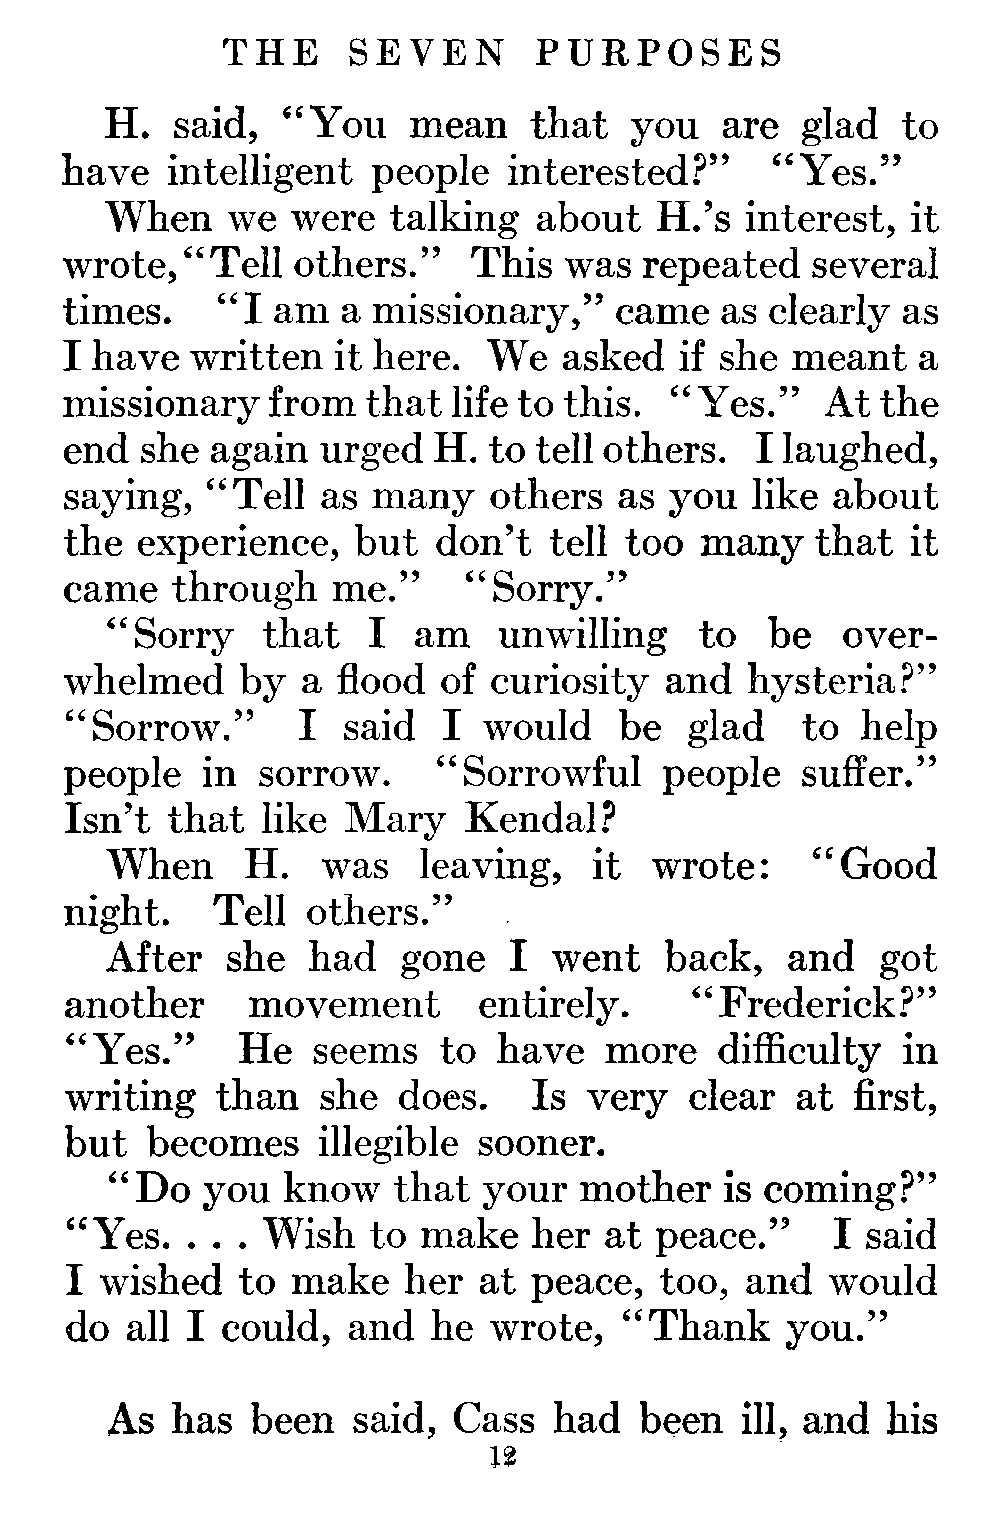 THE SEVEN PURPOSES
H. said, “You mean that you are glad to
have intelligent people interested?” “Yes.”
When we were talking about H.’s interest, it
wrote, “Tell others.” This was repeated several
times. “I am a missionary,” came as clearly as
I have written it here. We asked if she meant a
missionary from that life to this. “Yes.” At the
end she again urged H. to tell others. I laughed,
saying, “Tell as many others as you like about
the experience, but don’t tell too many that it
came through me.” “Sorry.”
“Sorry that I am unwilling to be over-
whelmed by a flood of curiosity and hysteria?”
“Sorrow.” I said I would be glad to help
people in sorrow. “Sorrowful people suffer.”
Isn’t that like Mary Kendal?
When H. was leaving, it wrote: “Good
night. Tell others.”
After she had gone I went back, and got
another movement entirely. “Frederick?”
“Yes.” He seems to have more difficulty in
writing than she does. Is very clear at first,
but becomes illegible sooner.
“Do you know that your mother is coming?”
“Yes. . . . Wish to make her at peace.” I said
I wished to make her at peace, too, and would
do all I could, and he wrote, “Thank you.”
As has been said, Cass had been ill, and his
12